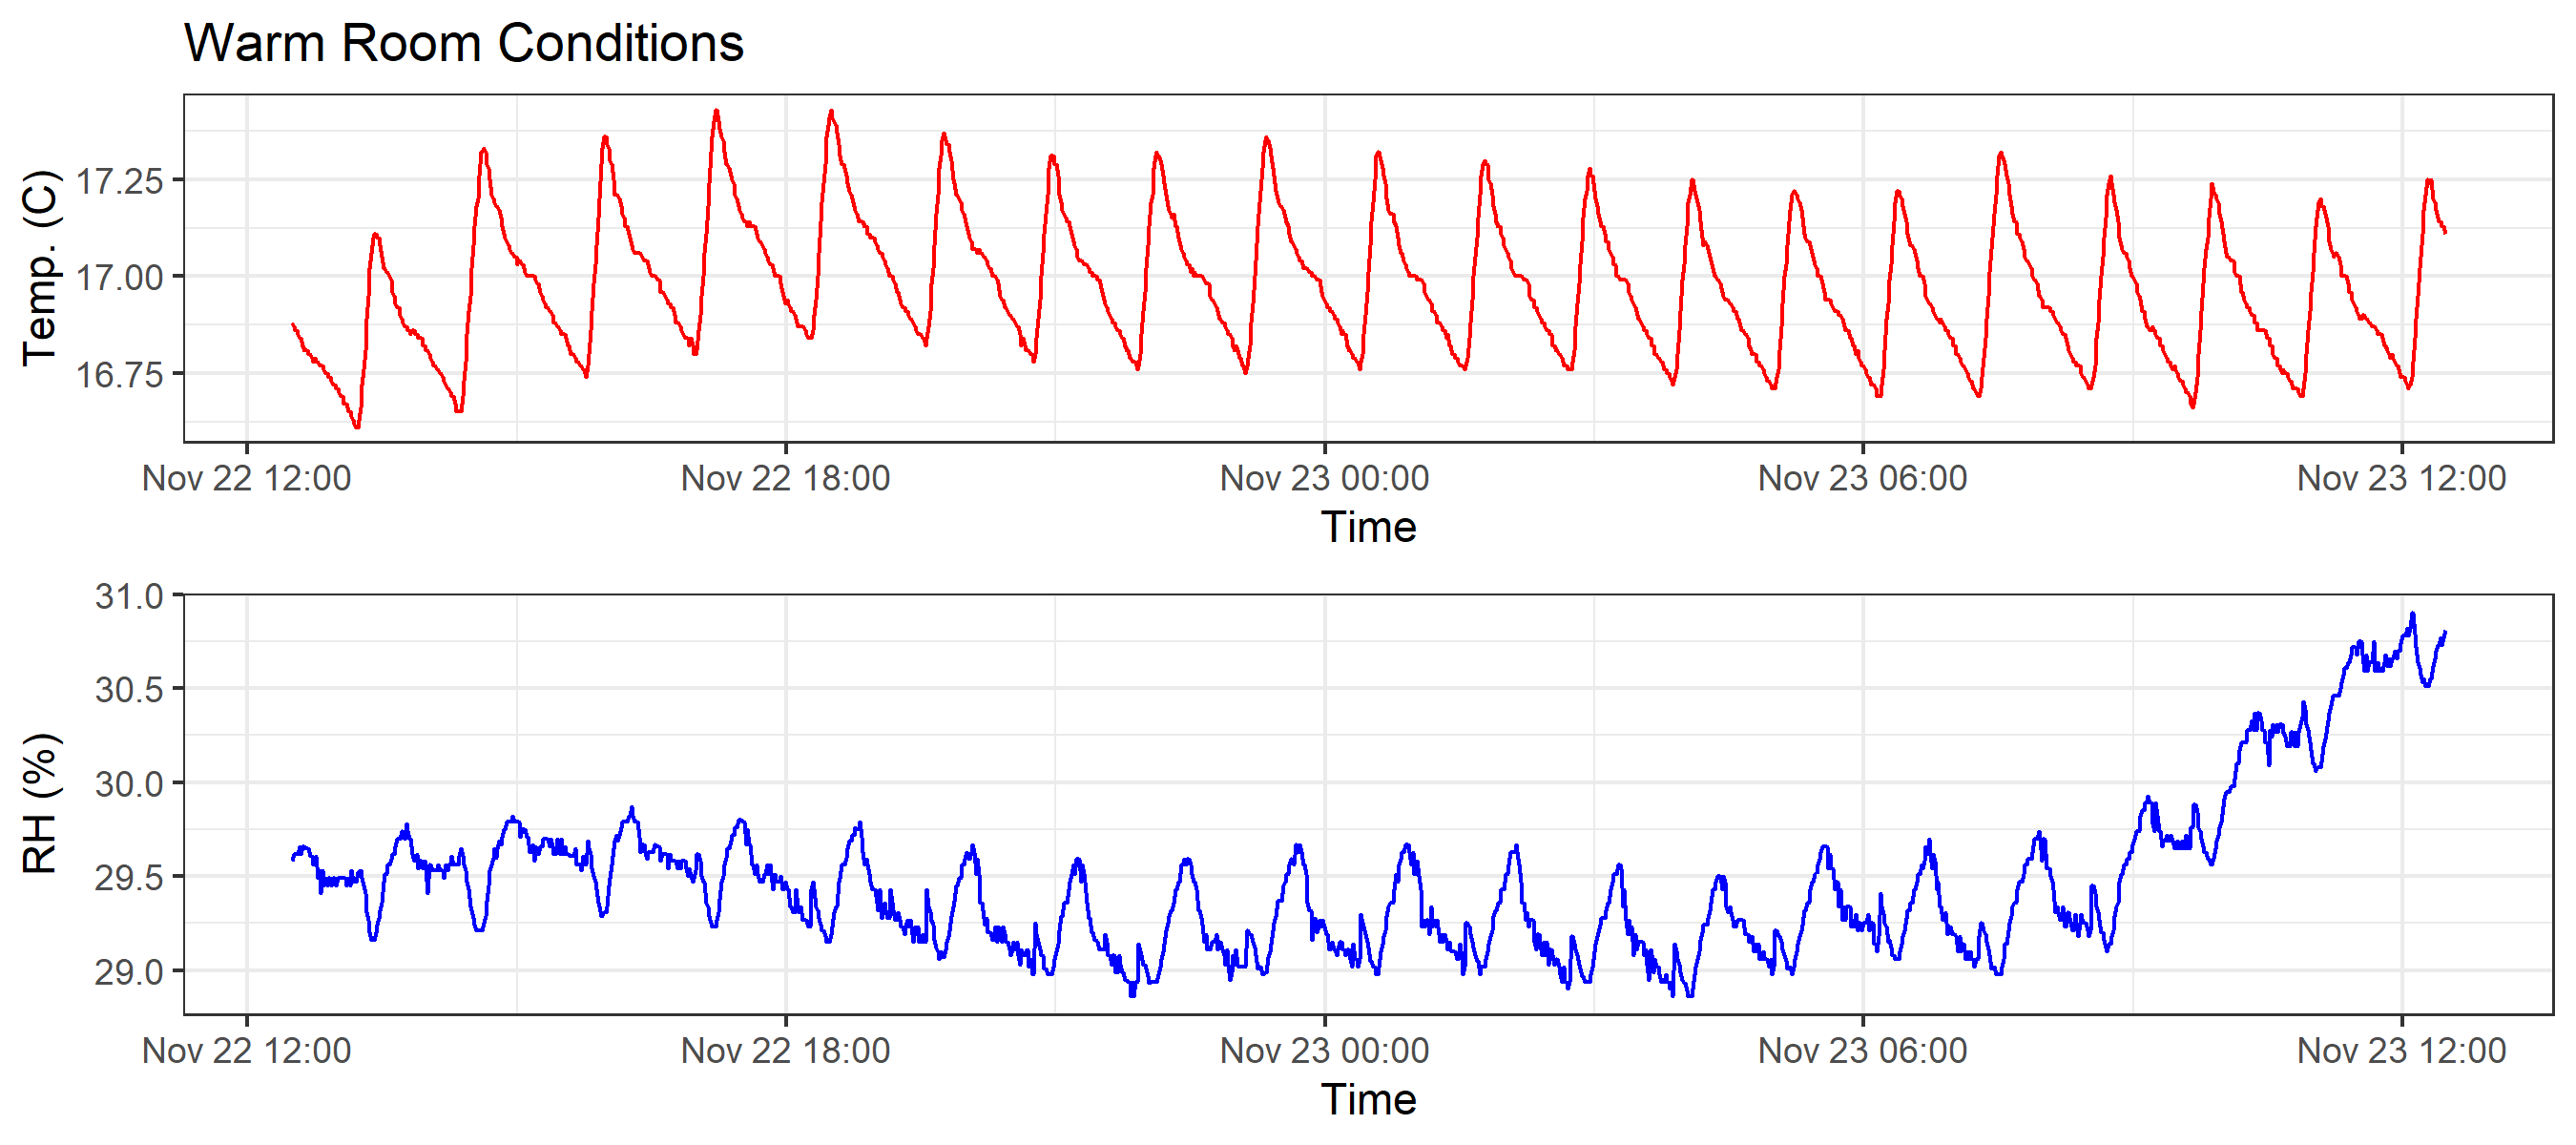 Warm Room Conditions
Temp. (C)
17.25
17.00
16.75
Nov 22 12:00 Nov 22 18:00 Nov 23 00:00 Nov 23 06:00 Nov 23 12:00
Time
RH (%)
31.0
30.5
30.0
29.5
29.0
Nov 22 12:00 Nov 22 18:00 Nov 23 00:00 Nov 23 06:00 Nov 23 12:00
Time